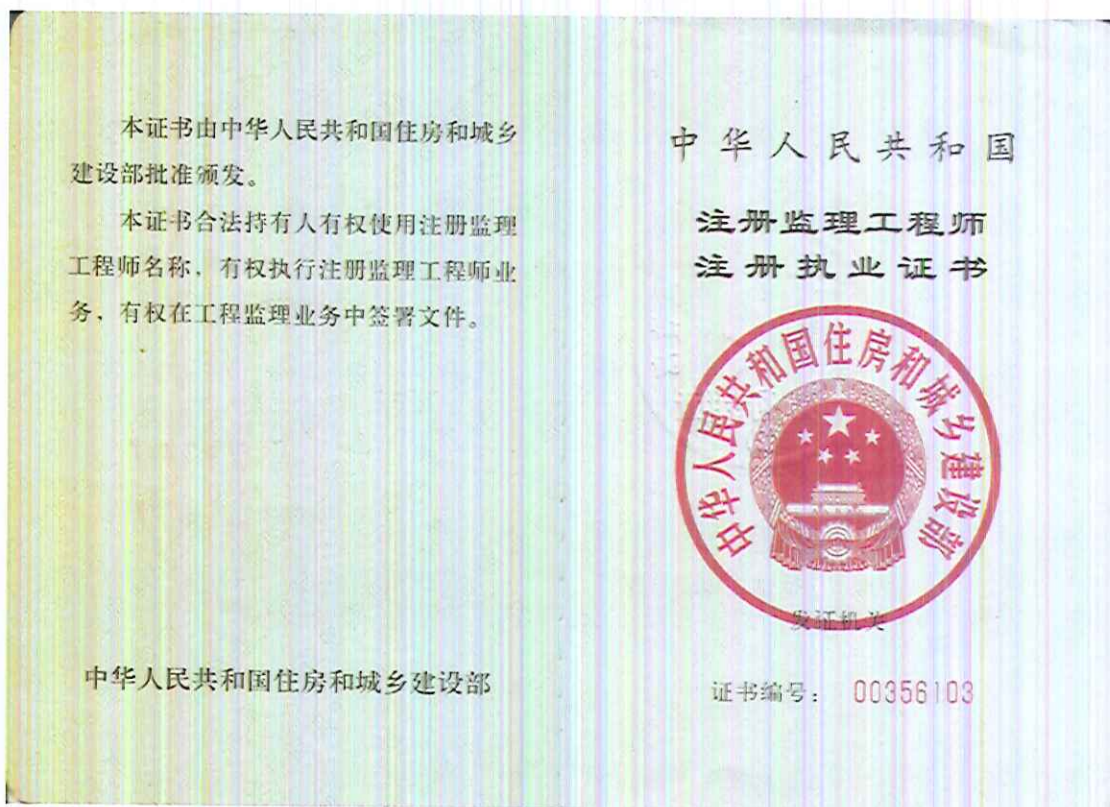 本证书由中华人民共和国住房和城乡
建设部批准颁发。
本证书合法持有人有权使用注册监理
工程师名称、有权执行注册监理工程师业
务、有权在工程监理业务中签署文件。
中华人民共和国住房和城乡建设部
中华人民共和国
注册监理工程师
注册执业证书
中华人民共和国住房和城乡建设部
发证机关
证书编号： 00356103